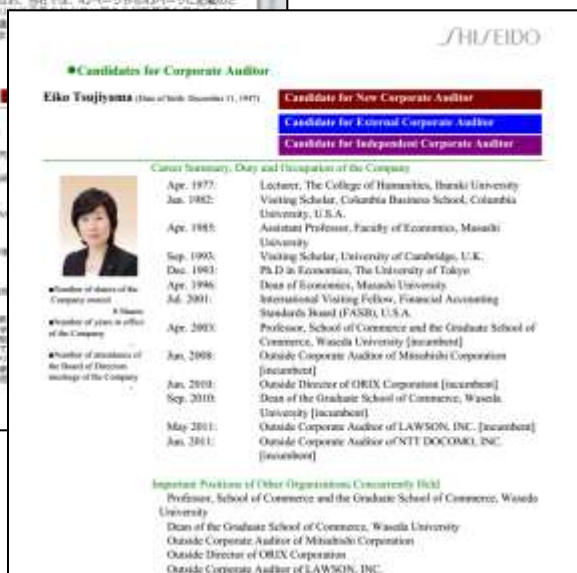 SHISEIDO
●Candidates for Corporate Auditor
Eiko Tsujiyama (Date of birth: December 11, 1947)
Candidate for New Corporate Auditor
Candidate for External Corporate Auditor
Candidate for Independent Corporate Auditor
Career Summary, Duty and Occupation of the Company
Apr. 1977: Lecturer, The College of Humanities, Ibaraki University
Jan. 1982: Visiting Scholar, Columbia Business School, Columbia
University, U.S.A.
Apr. 1985: Assistant Professor, Faculty of Economics, Musashi
University
Sep. 1993: Visiting Scholar, University of Cambridge, U.K.
Dec. 1993: Ph.D in Economics, The University of Tokyo
Apr. 1996: Dean of Economics, Musashi University
Jul. 2001: International Visiting Fellow, Financial Accounting
Standards Board (FASB), U.S.A.
Apr. 2003: Professor, School of Commerce and the Graduate School of
Commerce, Waseda University [incumbent]
Jun. 2008: Outside Corporate Auditor of Mitsubishi Corporation
[incumbent]
Jun. 2010: Outside Director of ORIX Corporation [incumbent]
Sep. 2010: Dean of the Graduate School of Commerce, Waseda
University [incumbent]
May 2011: Outside Corporate Auditor of LAWSON, INC. [incumbent]
Jun. 2011: Outside Corporate Auditor of NTT DOCOMO, INC.
[incumbent]
■Number of shares of the
Company owned
0 Shares
■Number of years in office
of the Company
-
■Number of attendance of
the Board of Directors
meetings of the Company
-
Important Positions of Other Organizations Concurrently Held
Professor, School of Commerce and the Graduate School of Commerce, Waseda
University
Dean of the Graduate School of Commerce, Waseda University
Outside Corporate Auditor of Mitsubishi Corporation
Outside Director of ORIX Corporation
Outside Corporate Auditor of LAWSON, INC.